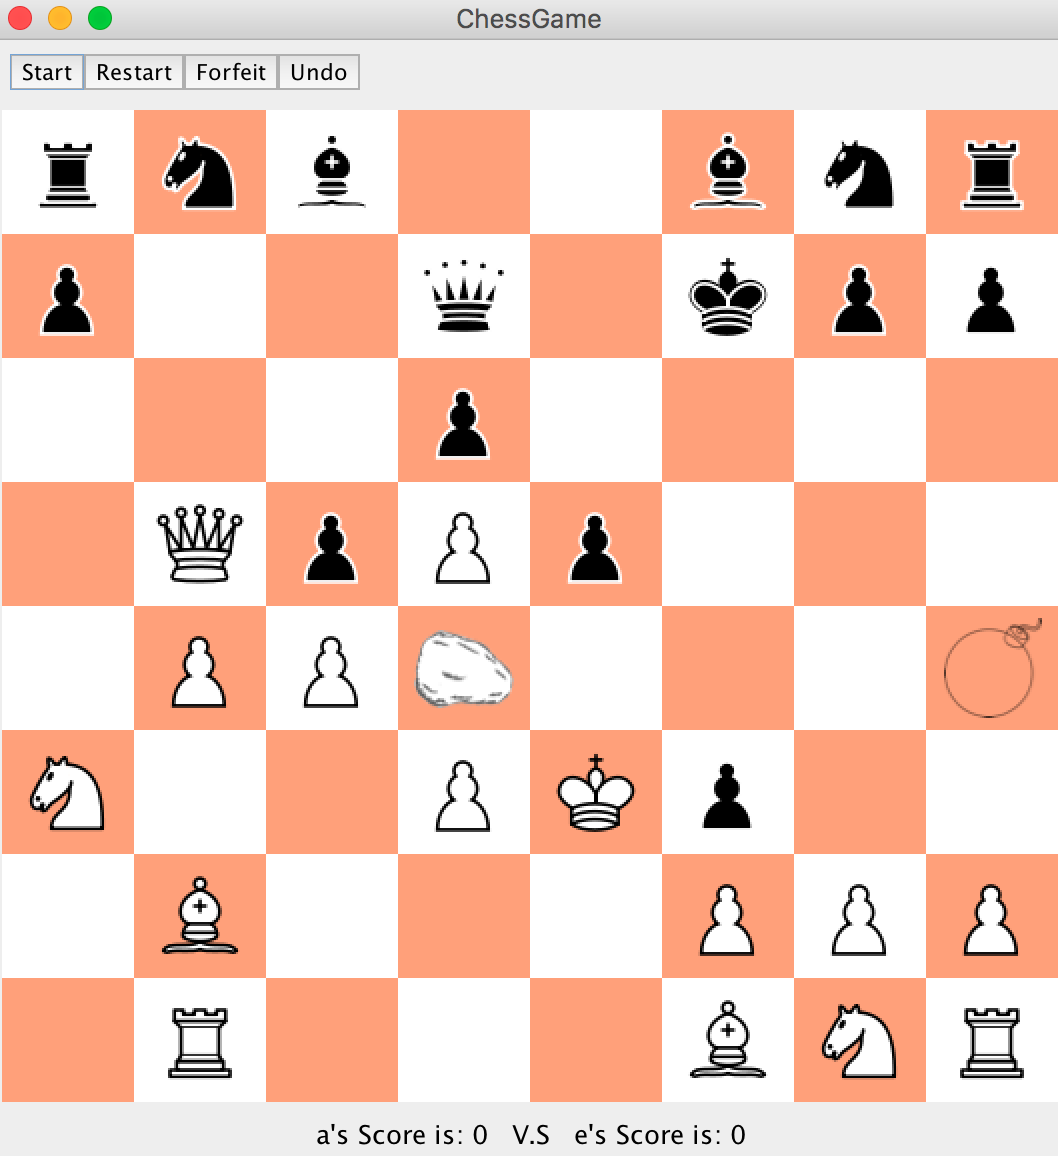 ChessGame
Start Restart Forfeit Undo
a's Score is: 0 V.S e's Score is: 0